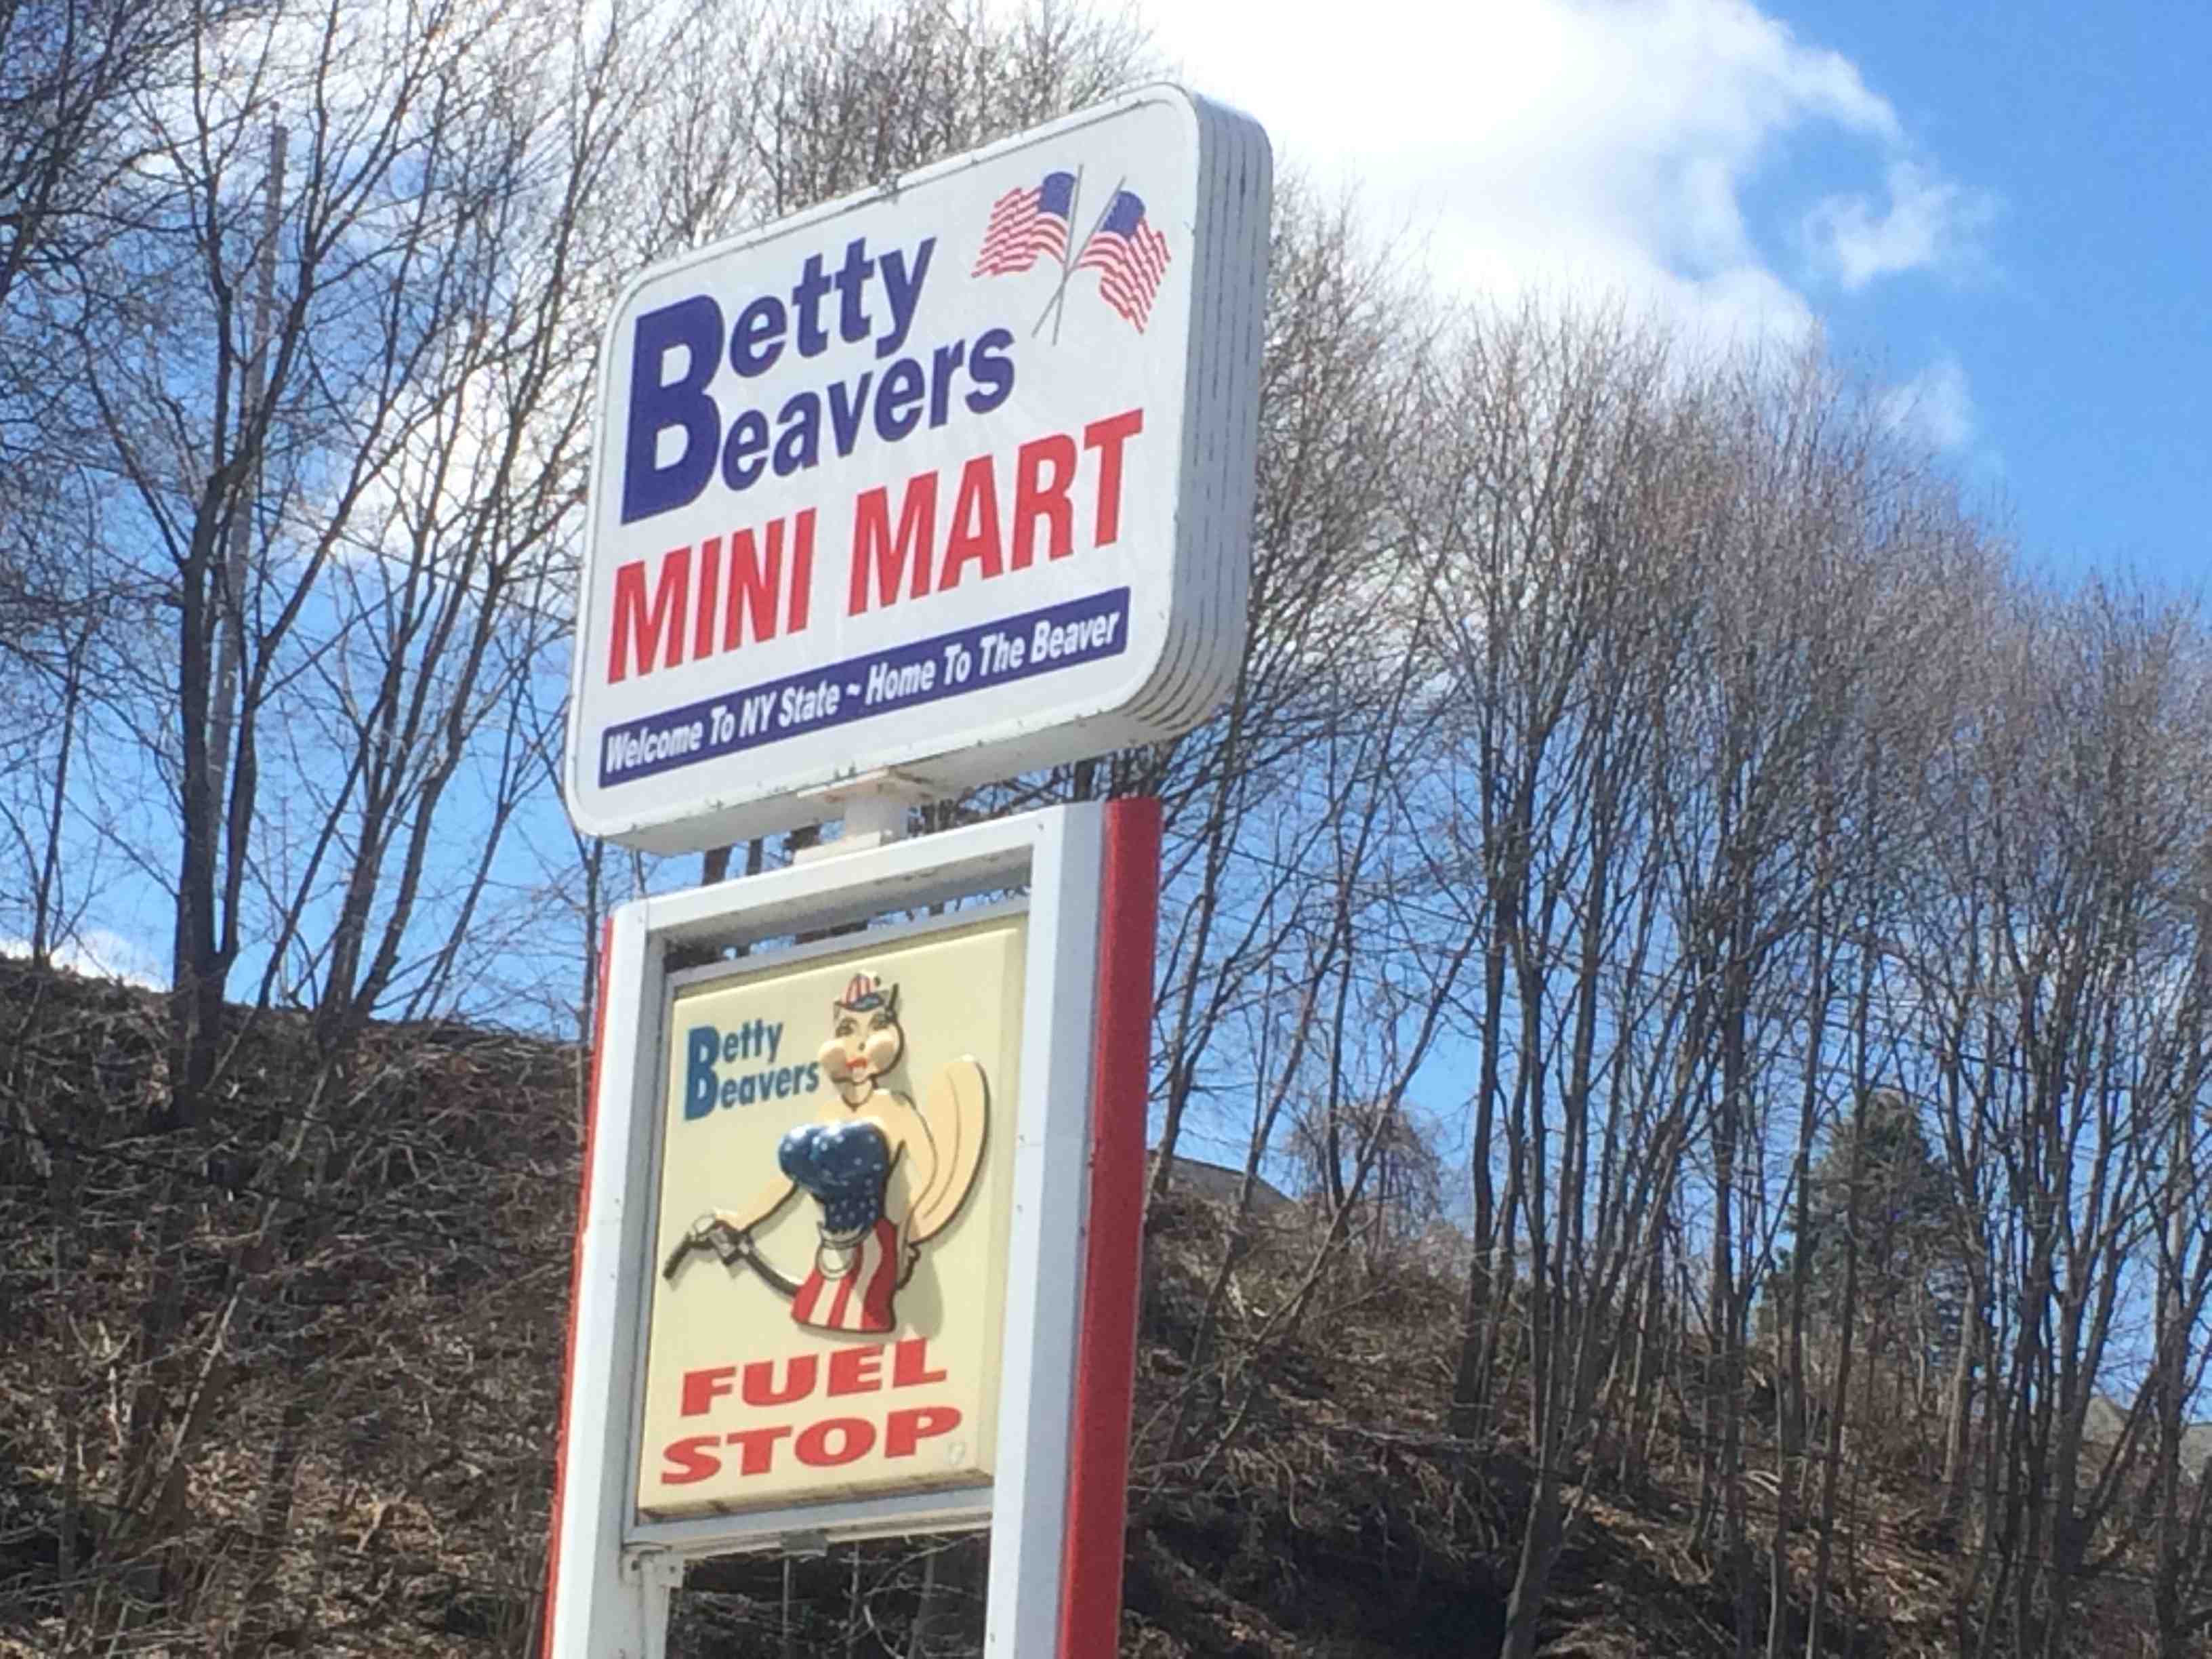 Betty
Beavers
MINI MART
Welcome To NY State ~ Home To The Beaver
Betty
Beavers
FUEL
STOP